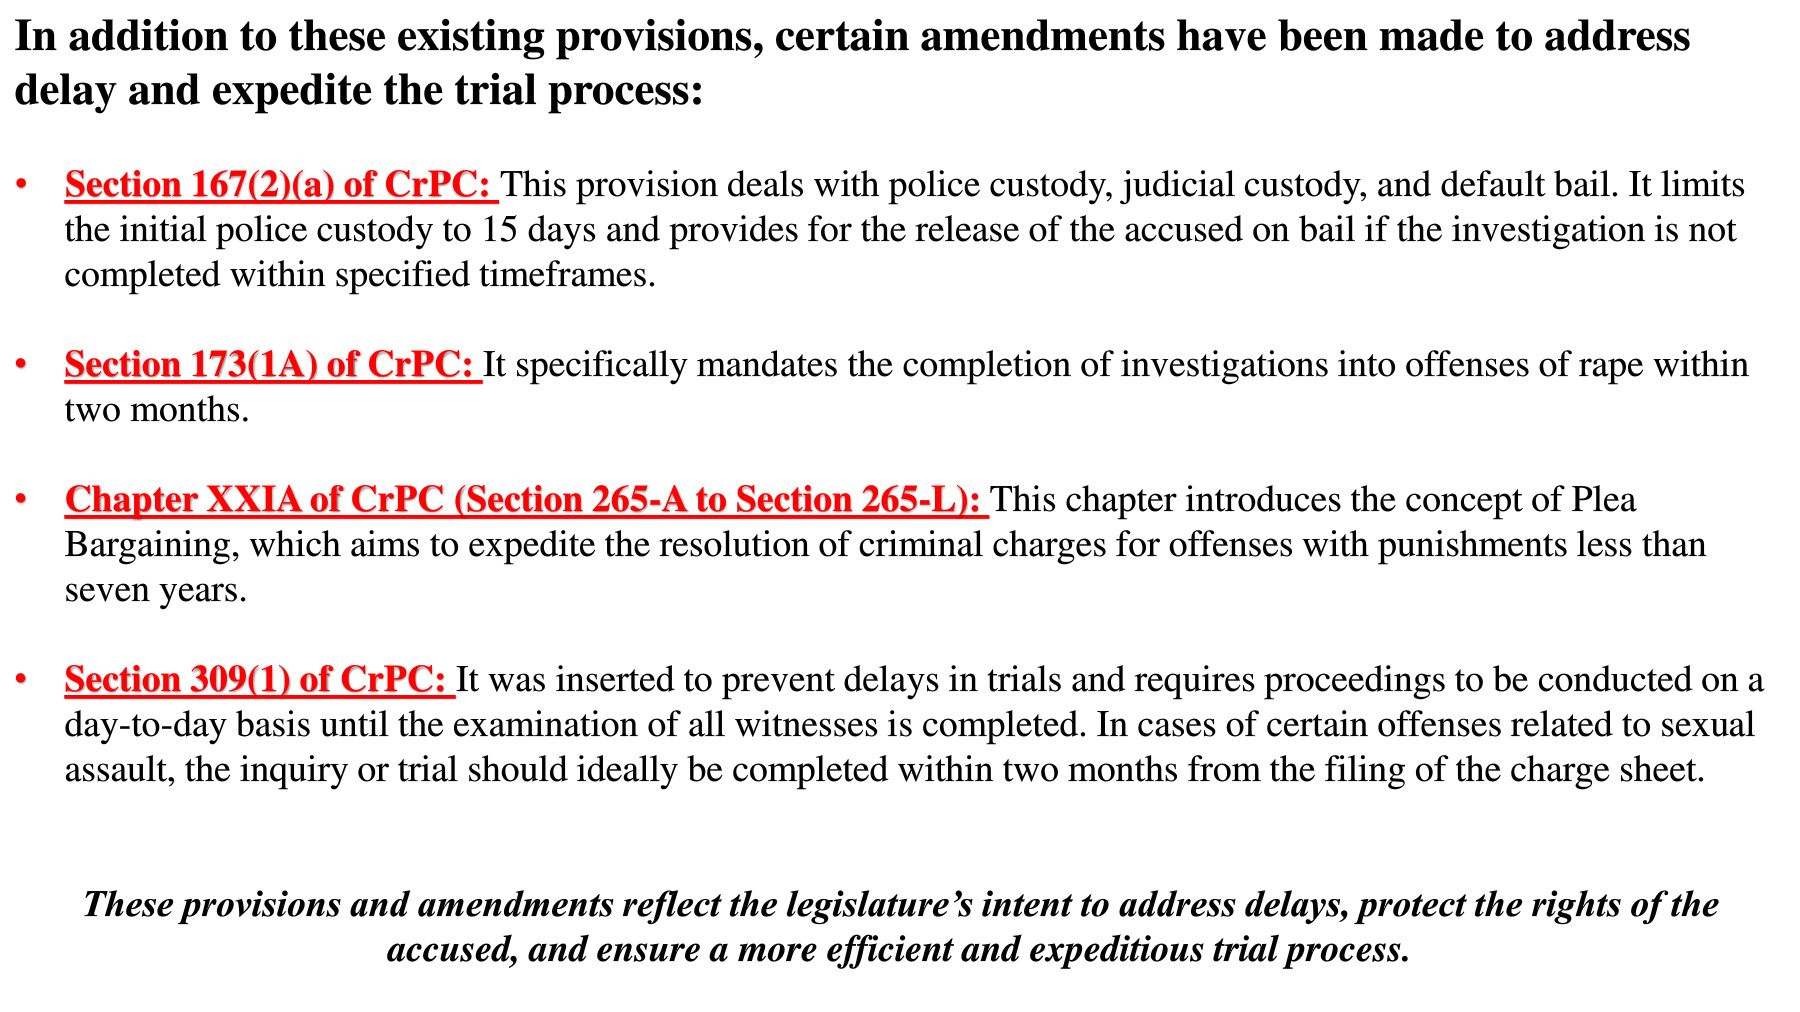 In addition to these existing provisions, certain amendments have been made to address
delay and expedite the trial process:
• Section 167(2)(a) of CrPC: This provision deals with police custody, judicial custody, and default bail. It limits
the initial police custody to 15 days and provides for the release of the accused on bail if the investigation is not
completed within specified timeframes.
• Section 173(1A) of CrPC: It specifically mandates the completion of investigations into offenses of rape within
two months.
• Chapter XXIA of CrPC (Section 265-A to Section 265-L): This chapter introduces the concept of Plea
Bargaining, which aims to expedite the resolution of criminal charges for offenses with punishments less than
seven years.
• Section 309(1) of CrPC: It was inserted to prevent delays in trials and requires proceedings to be conducted on a
day-to-day basis until the examination of all witnesses is completed. In cases of certain offenses related to sexual
assault, the inquiry or trial should ideally be completed within two months from the filing of the charge sheet.
These provisions and amendments reflect the legislature’s intent to address delays, protect the rights of the
accused, and ensure a more efficient and expeditious trial process.